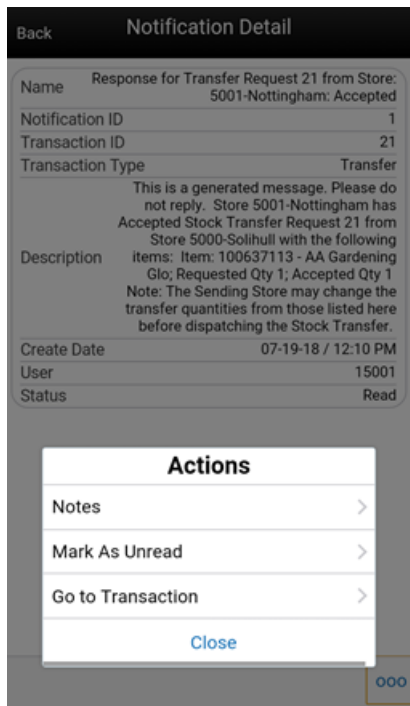 Back Notification Detail
Name Response for Transfer Request 21 from Store:
5001-Nottingham: Accepted
Notification ID 1
Transaction ID 21
Transaction Type Transfer
This is a generated message. Please do
not reply. Store 5001-Nottingham has
Accepted Stock Transfer Request 21 from
Store 5000-Solihull with the following
Description items: Item: 100637113 - AA Gardening
Glo; Requested Qty 1; Accepted Qty 1
Note: The Sending Store may change the
transfer quantities from those listed here
before dispatching the Stock Transfer.
Create Date 07-19-18 / 12:10 PM
User 15001
Status Read
Actions
Notes
Mark As Unread
Go to Transaction
Close
ooo